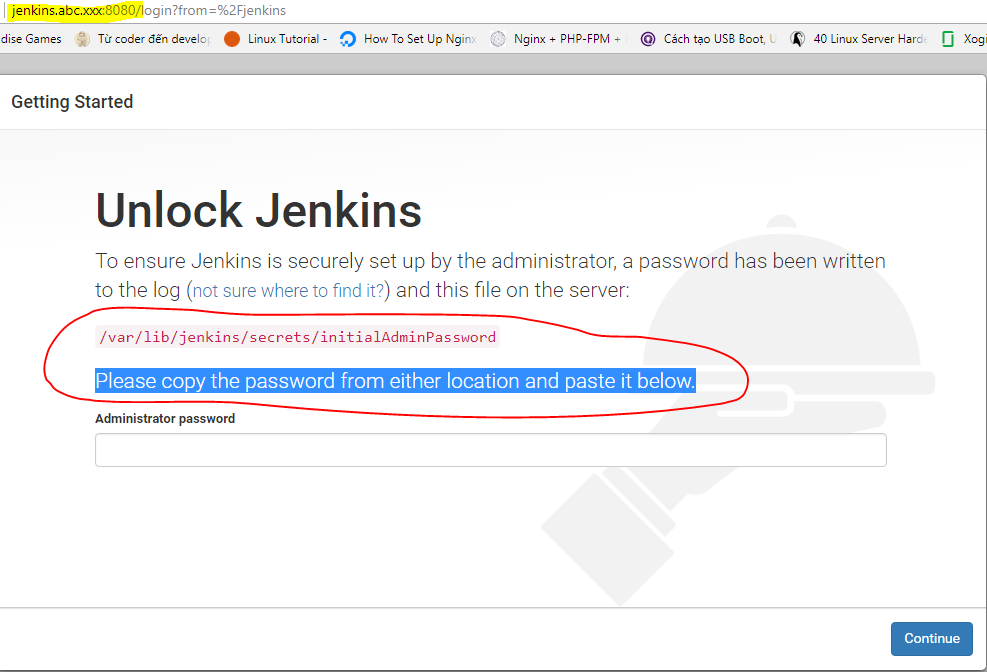 jenkins.abc.xxx:8080/login?from=%2Fjenkins
dise Games Từ coder đến develop Linux Tutorial - How To Set Up Nginx Nginx + PHP-FPM + Cách tạo USB Boot, U 40 Linux Server Harde Xogi
Getting Started
Unlock Jenkins
To ensure Jenkins is securely set up by the administrator, a password has been written
to the log (not sure where to find it?) and this file on the server:
/var/lib/jenkins/secrets/initialAdminPassword
Please copy the password from either location and paste it below.
Administrator password
Continue